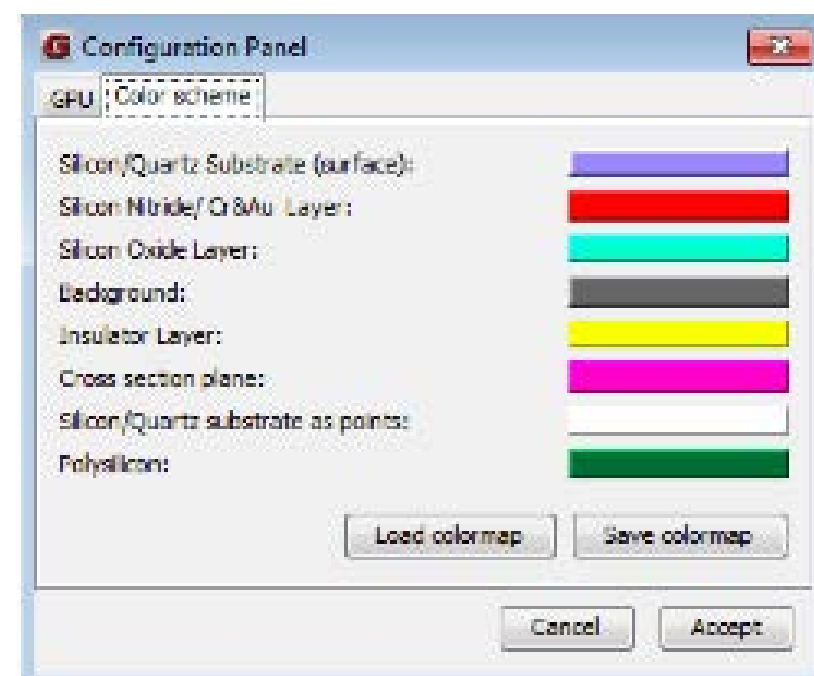 Configuration Panel
GPU Color scheme
Silicon/Quartz Substrate (surface):
Silicon Nitride/ Cr&Au Layer:
Silicon Oxide Layer:
Background:
Insulator Layer:
Cross section plane:
Silicon/Quartz substrate as points:
Polysilicon:
Load colormap Save colormap
Cancel Accept